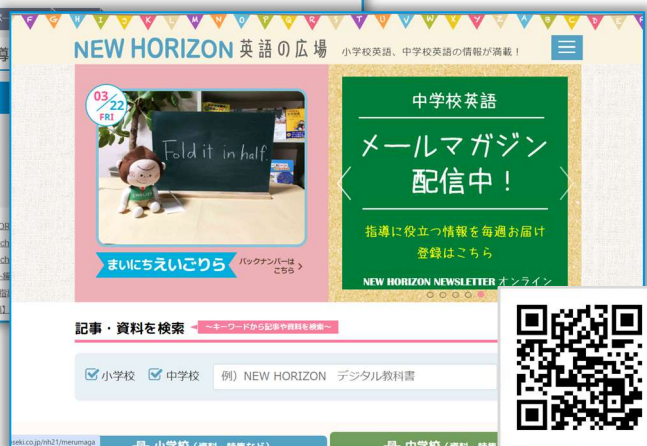 F G H I J K L M N O P Q R S T U V W X Y Z A B C D E F
NEW HORIZON 英語の広場 小学校英語、中学校英語の情報が満載！
03/22
FRI
Fold it in half.
まいにちえいごりら
バックナンバーは
こちら
中学校英語
メールマガジン
配信中！
指導に役立つ情報を毎週お届け
登録はこちら
NEW HORIZON NEWSLETTER オンライン
記事・資料を検索
～キーワードから記事や資料を検索～
小学校 中学校 例）NEW HORIZON デジタル教科書
seki.co.jp/nh21/merumaga